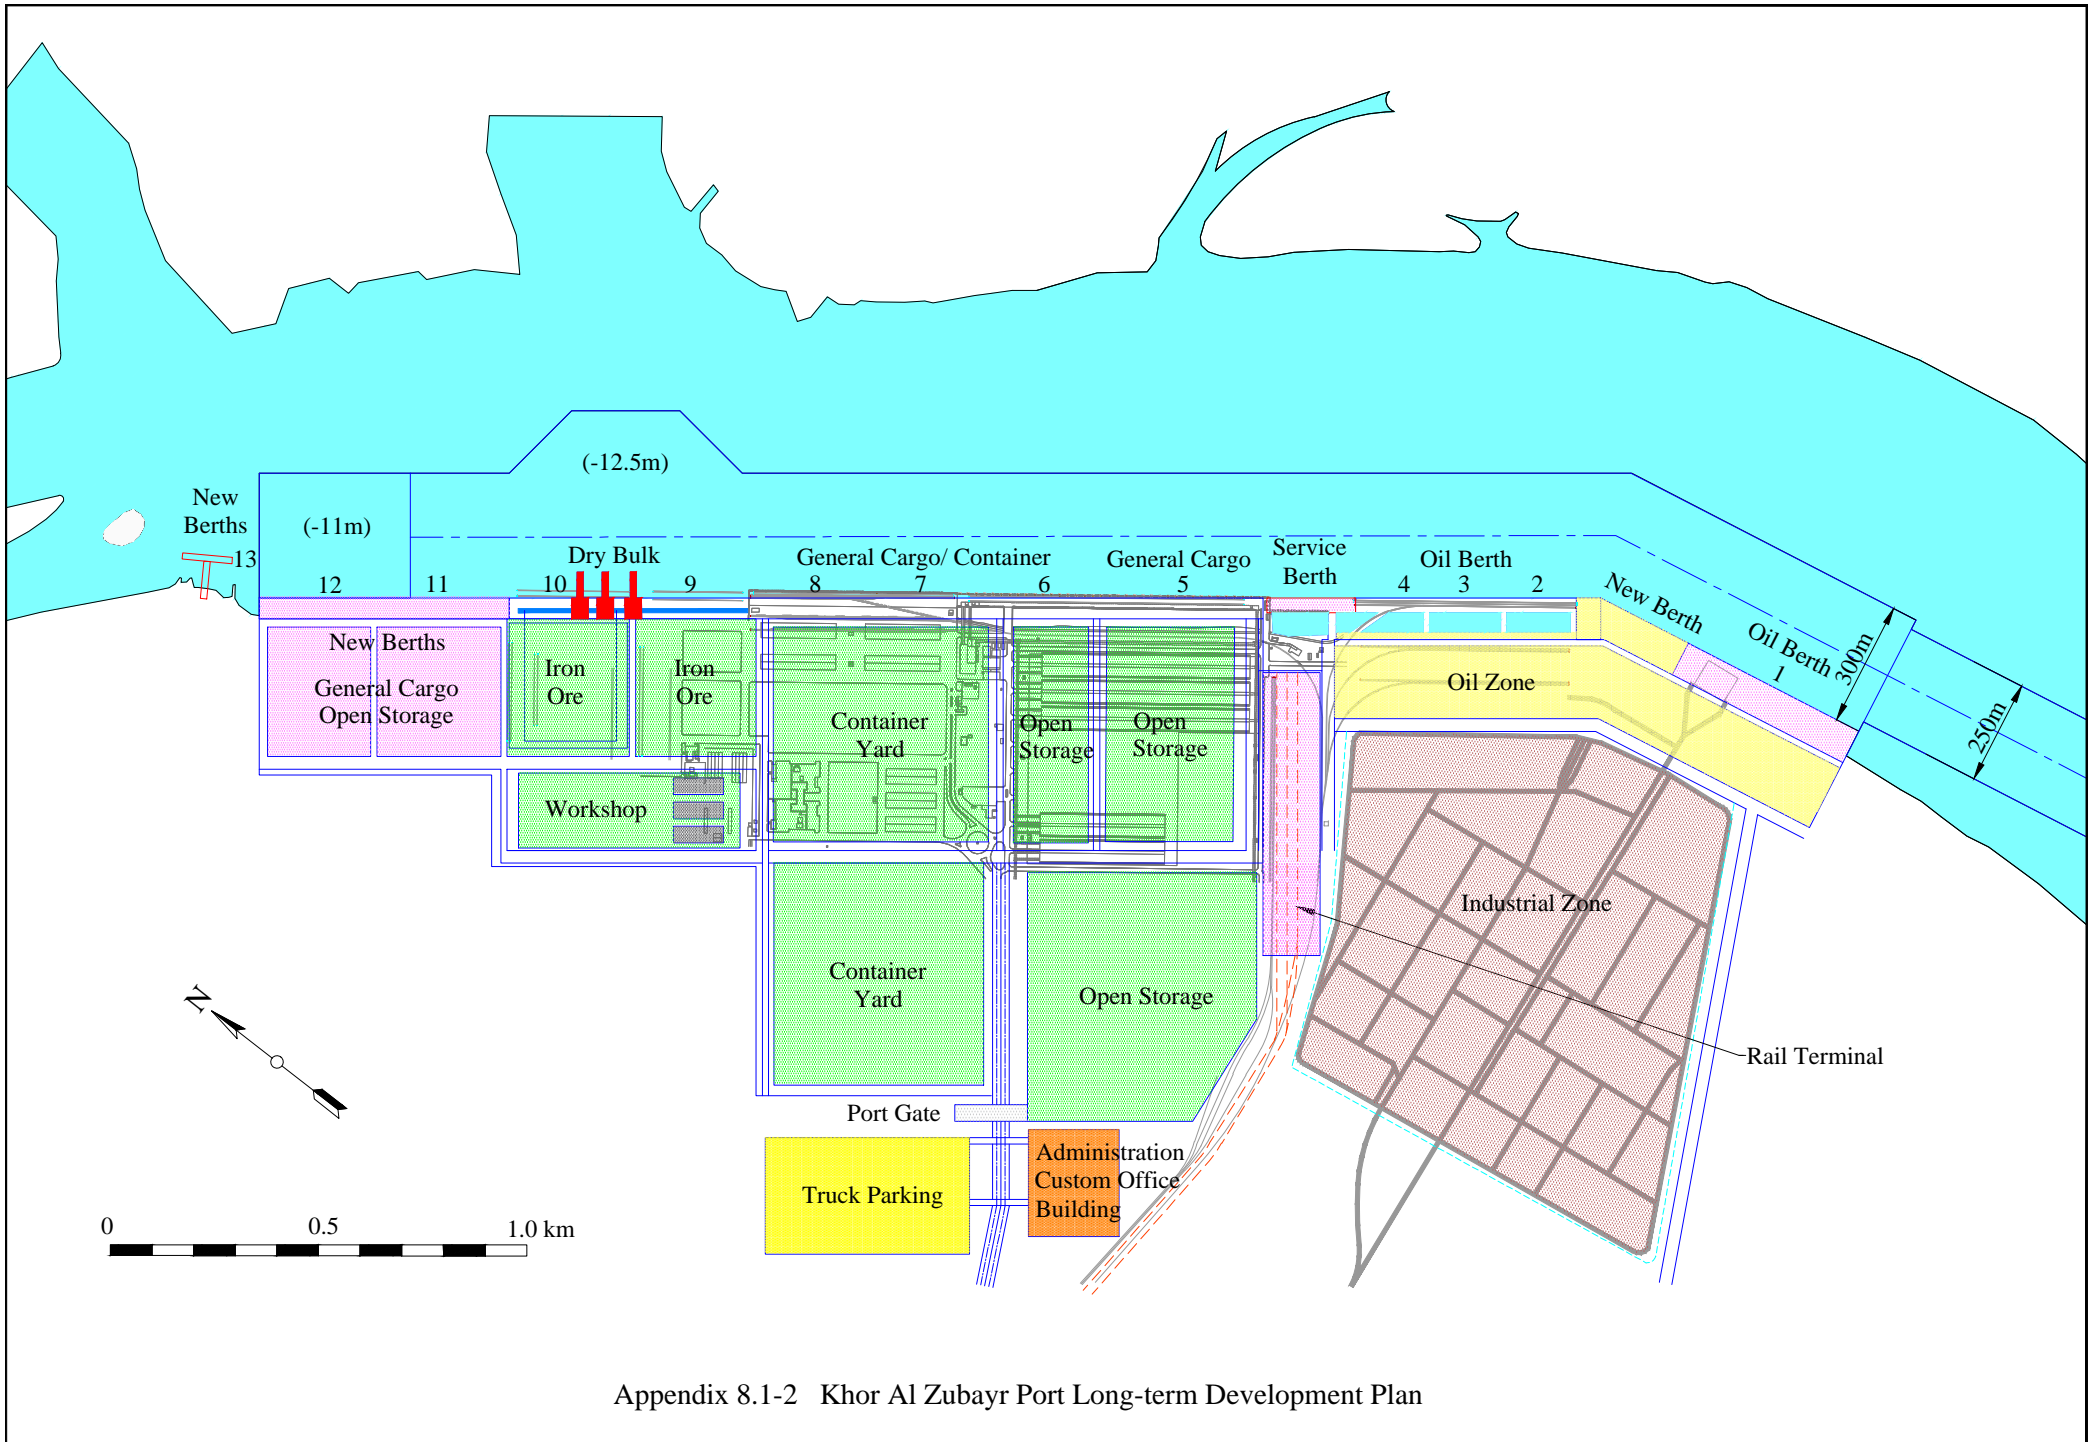 (-12.5m)
New
Berths
(-11m)
13
12
11
10
Dry Bulk
9
General Cargo/ Container
8
7
6
General Cargo
5
Service
Berth
Oil Berth
4
3
2
New Berth
Oil Berth
1
300m
250m
New Berths
General Cargo
Open Storage
Iron
Ore
Iron
Ore
Container
Yard
Open
Storage
Open
Storage
Oil Zone
Workshop
Industrial Zone
Container
Yard
Open Storage
Rail Terminal
N
Port Gate
Truck Parking
Administration
Custom Office
Building
0
0.5
1.0 km
Appendix 8.1-2 Khor Al Zubayr Port Long-term Development Plan